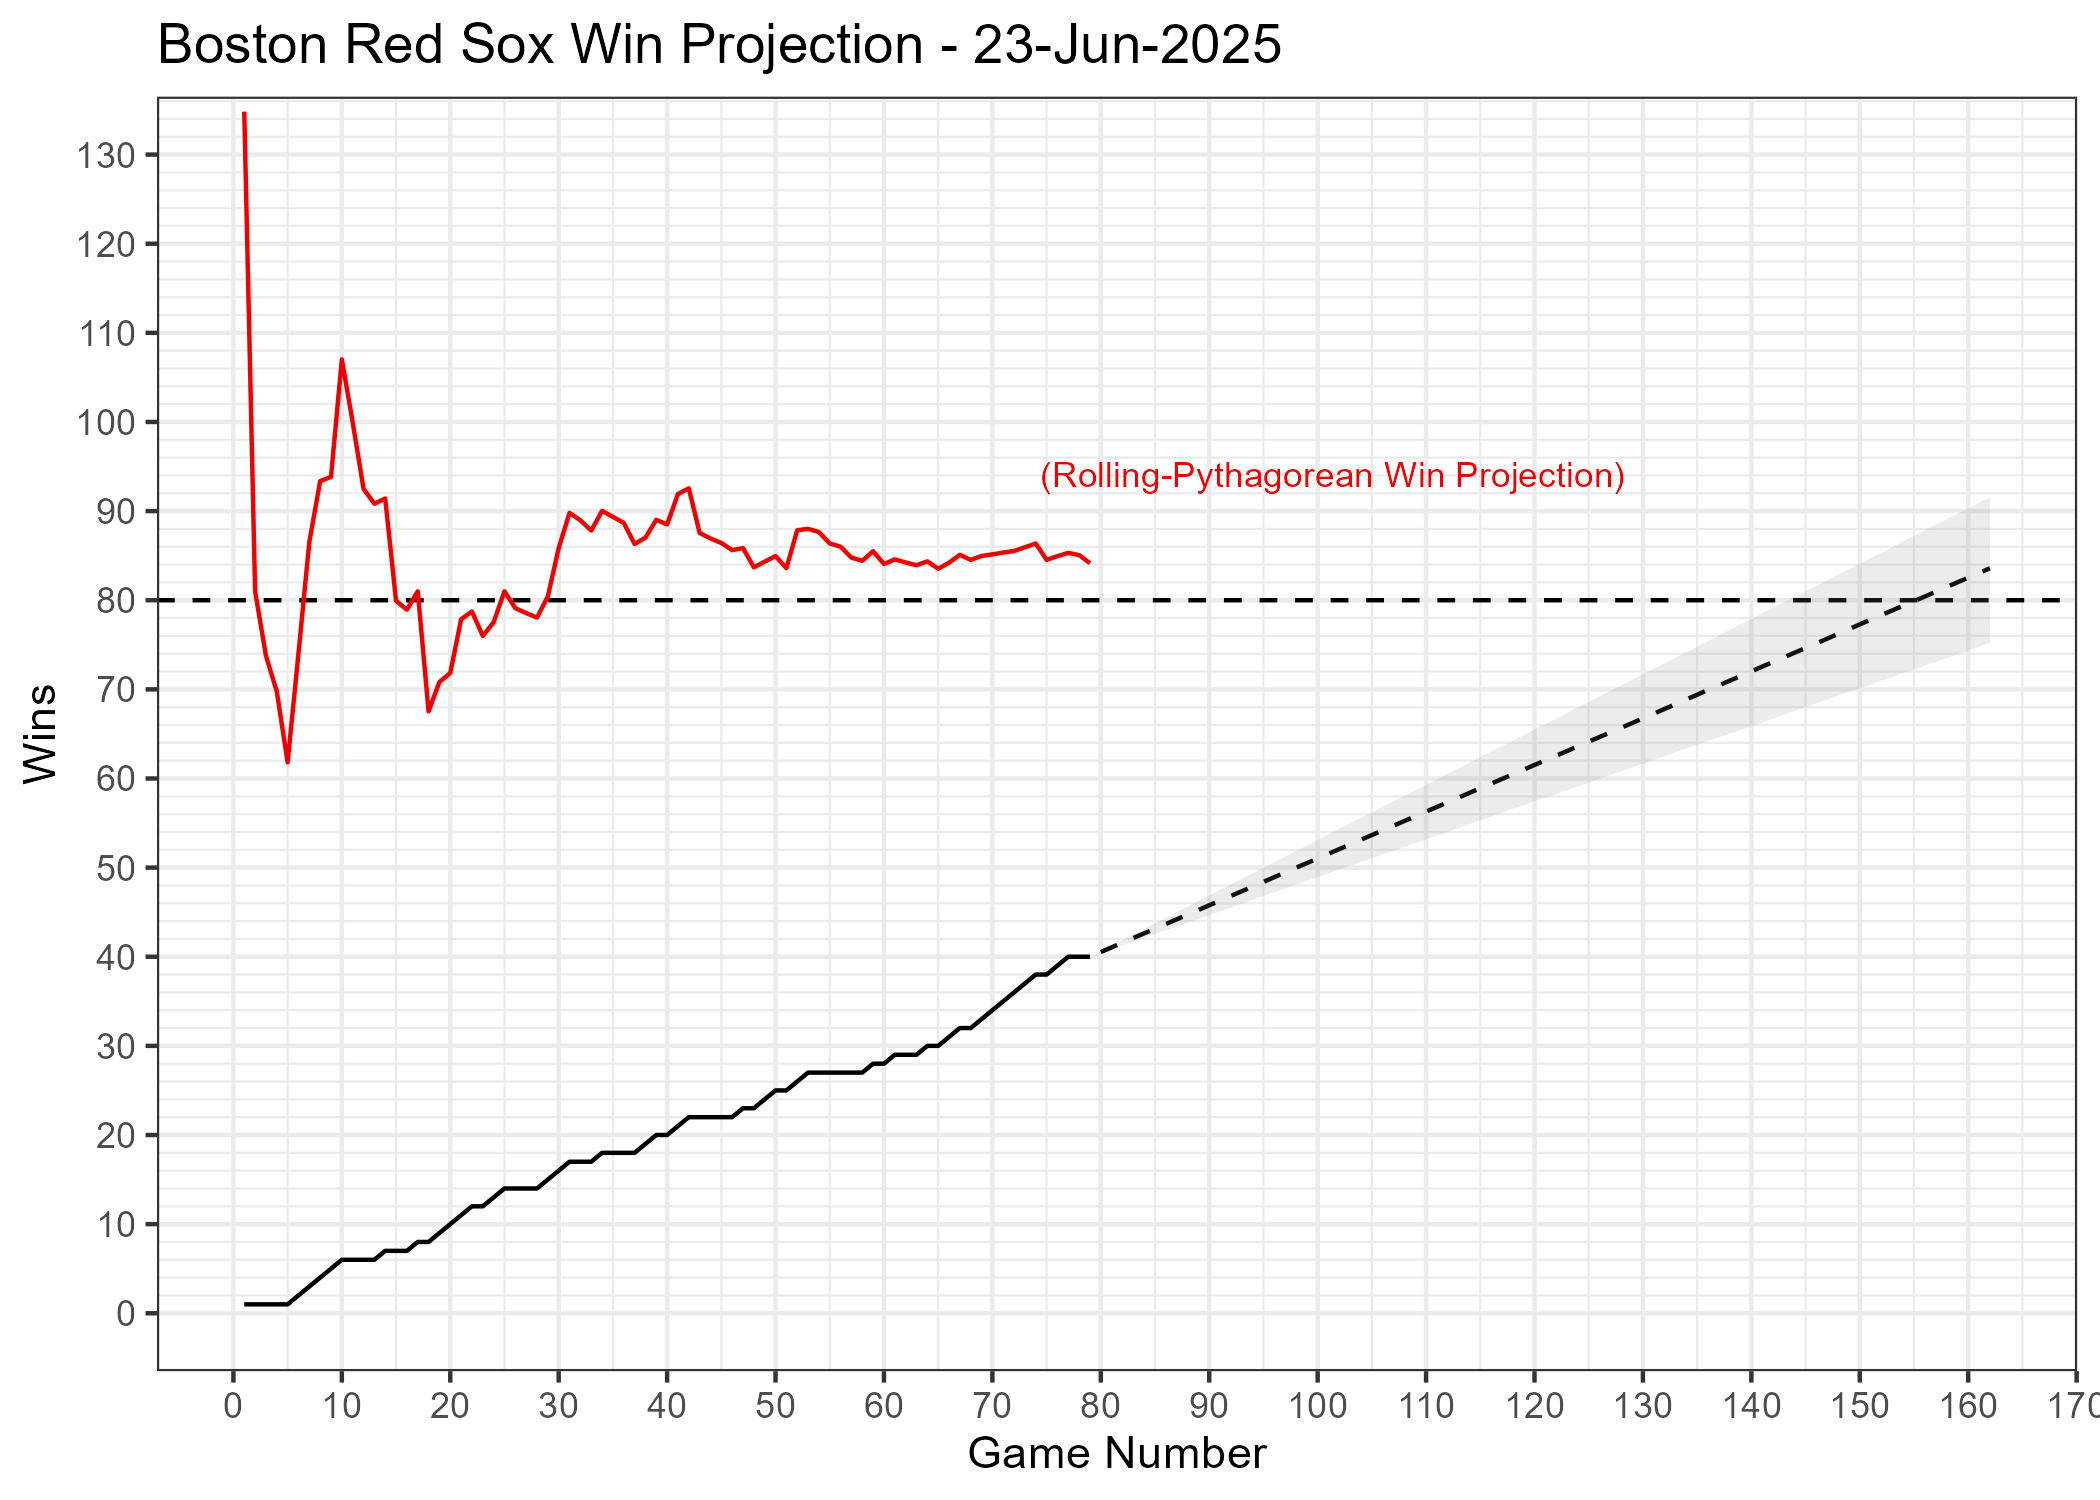 Boston Red Sox Win Projection - 23-Jun-2025
130
120
110
100
(Rolling-Pythagorean Win Projection)
90
80
70
Wins
60
50
40
30
20
10
0
0 10 20 30 40 50 60 70 80 90 100 110 120 130 140 150 160 170
Game Number